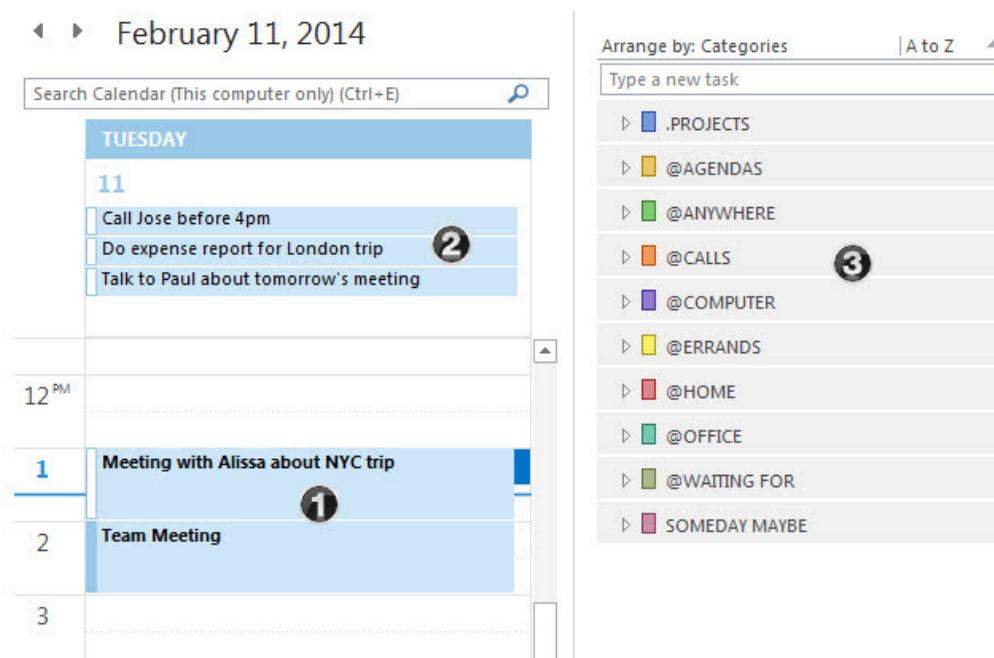 February 11, 2014
Search Calendar (This computer only) (Ctrl+E)
TUESDAY
11
Call Jose before 4pm
Do expense report for London trip
2
Talk to Paul about tomorrow's meeting
12 PM
1
Meeting with Alissa about NYC trip
1
2
Team Meeting
3
Arrange by: Categories
A to Z
Type a new task
.PROJECTS
@AGENDAS
@ANYWHERE
@CALLS
3
@COMPUTER
@ERRANDS
@HOME
@OFFICE
@WAITING FOR
SOMEDAY MAYBE